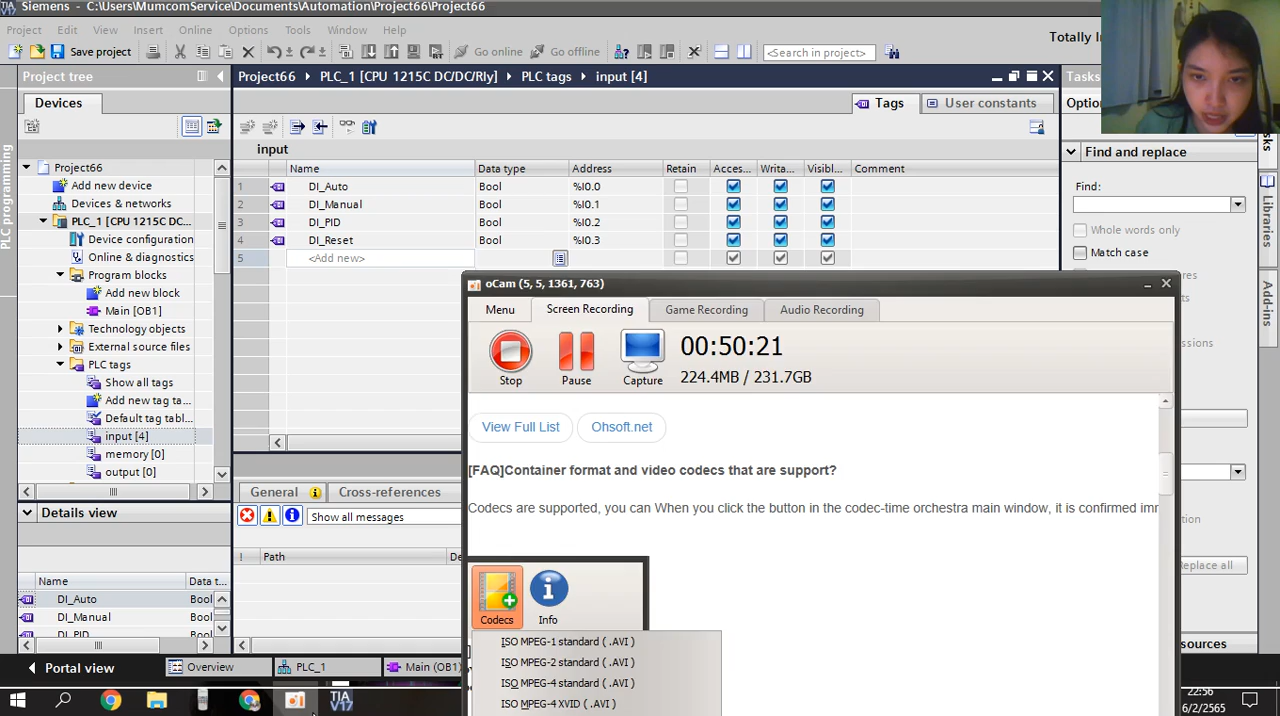 Siemens - C:\Users\MumcomService\Documents\Automation\Project66\Project66
Project Edit View Insert Online Options Tools Window Help
Totally In
Save project
Go online
Go offline
<Search in project>
Project tree
Project66
PLC_1 [CPU 1215C DC/DC/Rly]
PLC tags
input [4]
Tasks
Devices
Tags
User constants
Optio
input
Find and replace
PLC programming
Name Data type Address Retain Acces... Writa... Visibl... Comment
1 DI_Auto Bool %I0.0
2 DI_Manual Bool %I0.1
3 DI_PID Bool %I0.2
4 DI_Reset Bool %I0.3
5 <Add new>
Project66
Add new device
Devices & networks
PLC_1 [CPU 1215C DC...
Device configuration
Online & diagnostics
Program blocks
Add new block
Main [OB1]
Technology objects
External source files
PLC tags
Show all tags
Add new tag ta...
Default tag tabl...
input [4]
memory [0]
output [0]
Find:
Whole words only
Match case
Libraries
Add-ins
Replace all
oCam (5, 5, 1361, 763)
Menu
Screen Recording
Game Recording
Audio Recording
Stop
Pause
Capture
00:50:21
224.4MB / 231.7GB
View Full List
Ohsoft.net
[FAQ]Container format and video codecs that are support?
Codecs are supported, you can When you click the button in the codec-time orchestra main window, it is confirmed imm
Codecs
Info
ISO MPEG-1 standard ( .AVI )
ISO MPEG-2 standard ( .AVI )
ISO MPEG-4 standard ( .AVI )
ISO MPEG-4 XVID ( .AVI )
General
Cross-references
Show all messages
! Path
Details view
Name Data t...
DI_Auto Bool
DI_Manual Bool
DI_PID Bool
Portal view
Overview
PLC_1
Main (OB1)
TIA
V17
22:56
6/2/2565